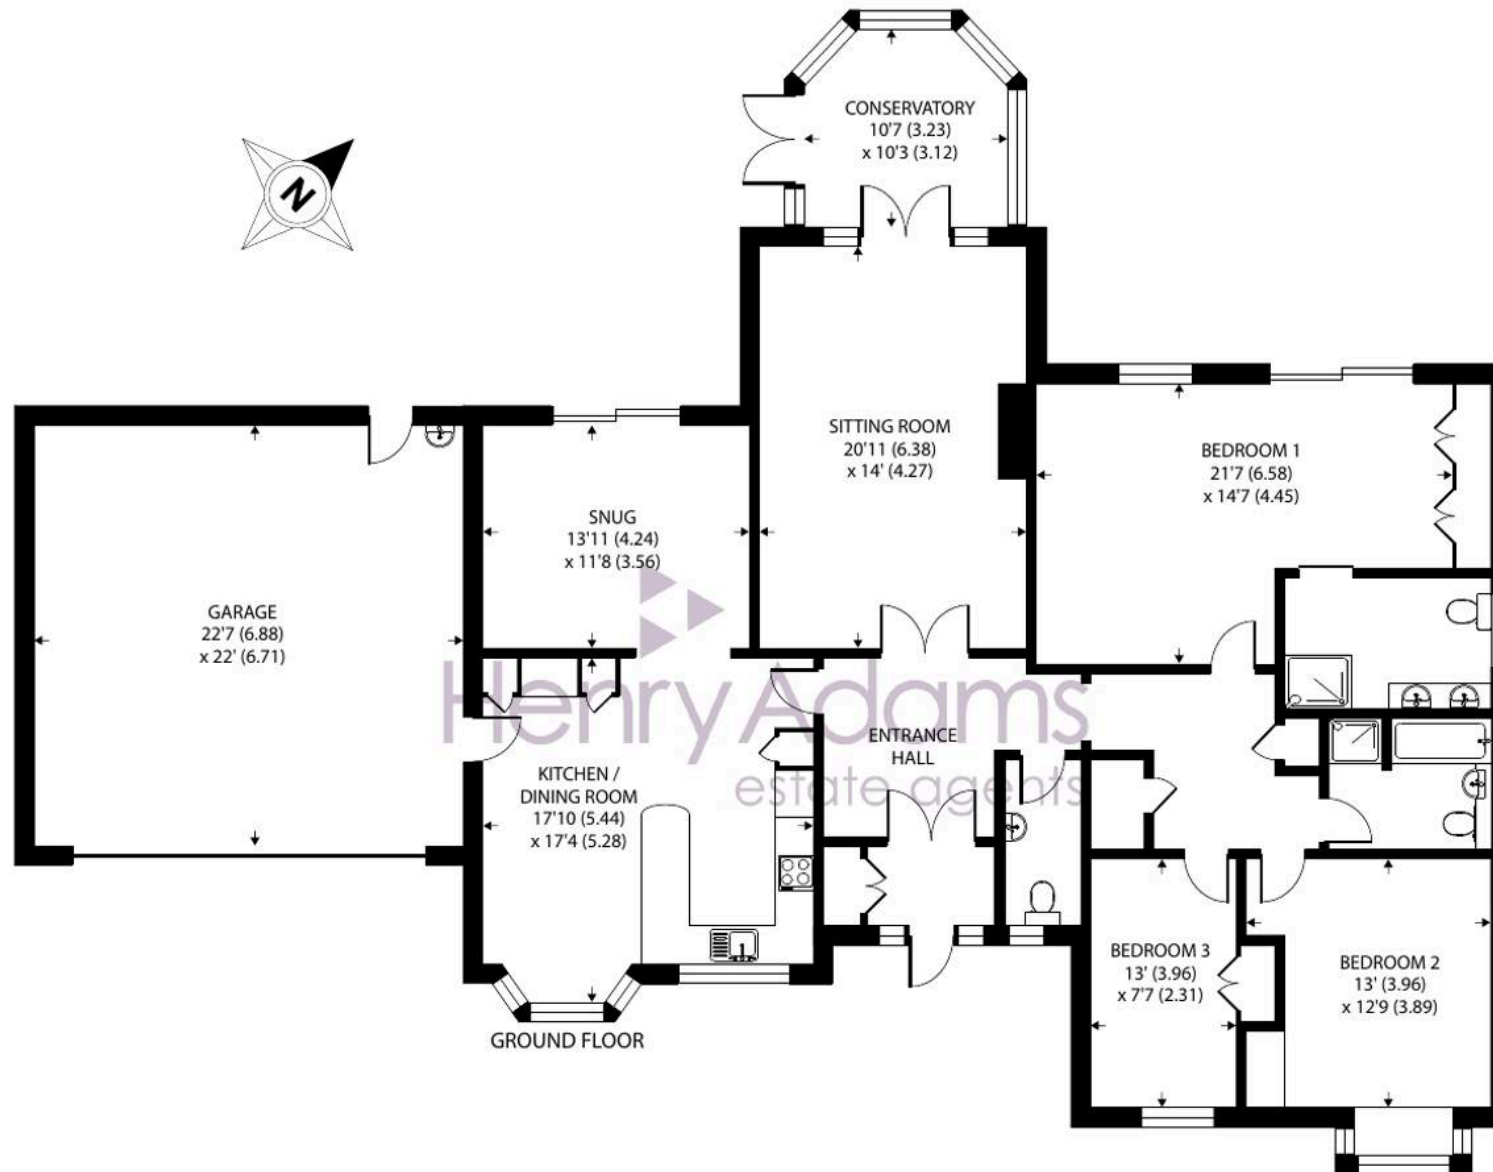 CONSERVATORY
10'7 (3.23)
x 10'3 (3.12)
N
SITTING ROOM
20'11 (6.38)
x 14' (4.27)
BEDROOM 1
21'7 (6.58)
x 14'7 (4.45)
SNUG
13'11 (4.24)
x 11'8 (3.56)
GARAGE
22'7 (6.88)
x 22' (6.71)
HenryAdams
estate agents
ENTRANCE
HALL
KITCHEN /
DINING ROOM
17'10 (5.44)
x 17'4 (5.28)
BEDROOM 3
13' (3.96)
x 7'7 (2.31)
BEDROOM 2
13' (3.96)
x 12'9 (3.89)
GROUND FLOOR